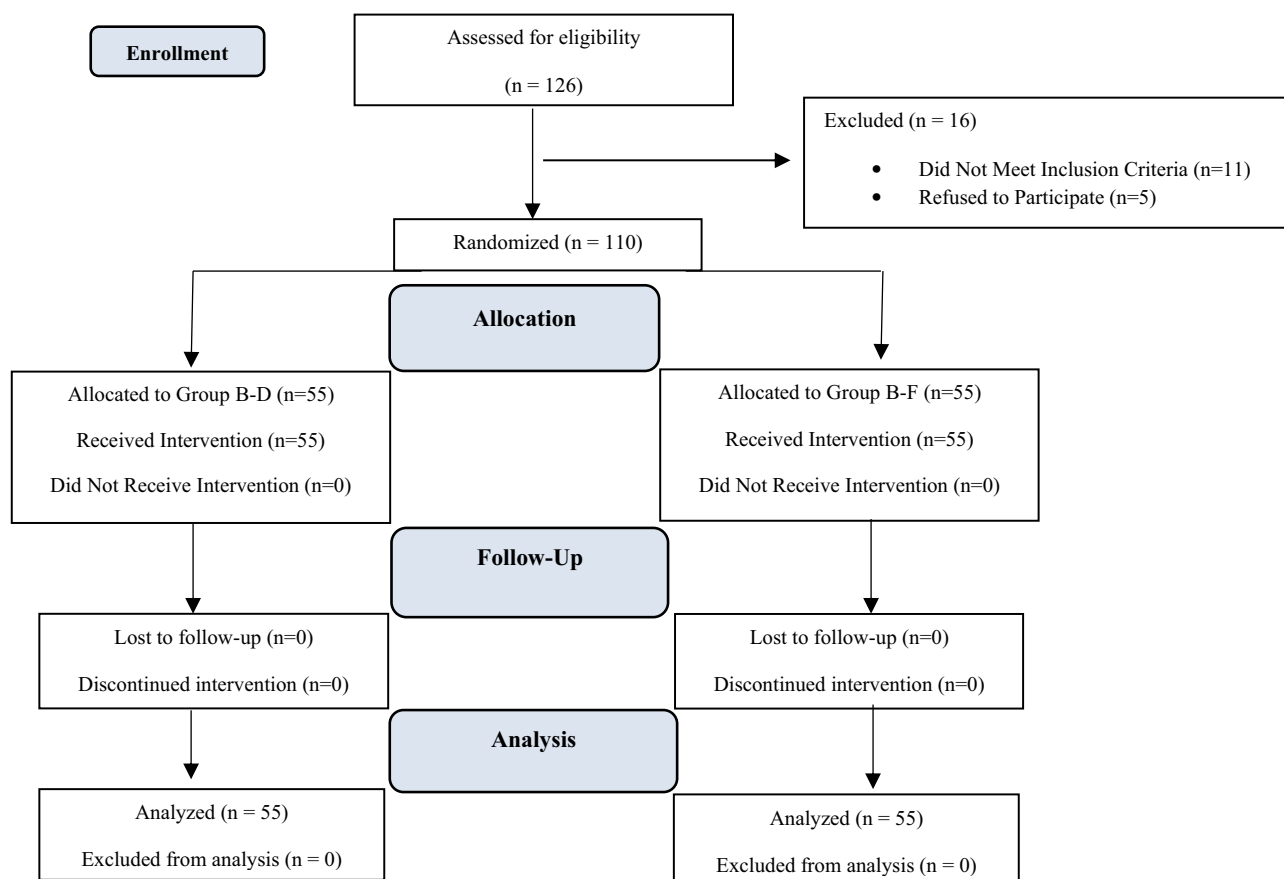 Enrollment
Assessed for eligibility
(n = 126)
Excluded (n = 16)
• Did Not Meet Inclusion Criteria (n=11)
• Refused to Participate (n=5)
Randomized (n = 110)
Allocation
Allocated to Group B-D (n=55)
Received Intervention (n=55)
Did Not Receive Intervention (n=0)
Allocated to Group B-F (n=55)
Received Intervention (n=55)
Did Not Receive Intervention (n=0)
Follow-Up
Lost to follow-up (n=0)
Discontinued intervention (n=0)
Lost to follow-up (n=0)
Discontinued intervention (n=0)
Analysis
Analyzed (n = 55)
Excluded from analysis (n = 0)
Analyzed (n = 55)
Excluded from analysis (n = 0)